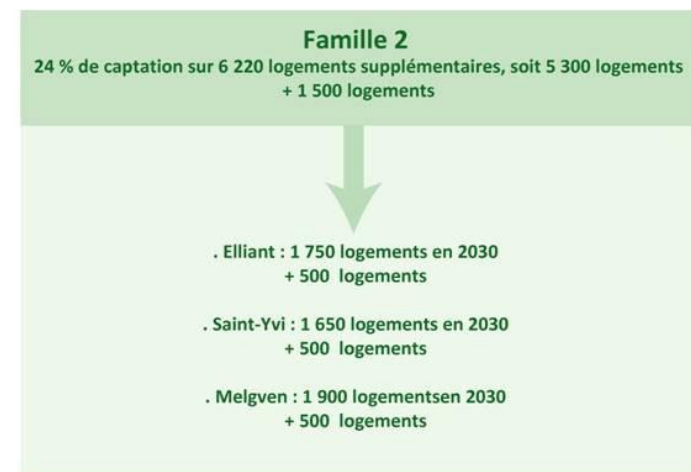 Famille 2
24 % de captation sur 6 220 logements supplémentaires, soit 5 300 logements
+ 1 500 logements
. Elliant : 1 750 logements en 2030
+ 500 logements
. Saint-Yvi : 1 650 logements en 2030
+ 500 logements
. Melgven : 1 900 logementsen 2030
+ 500 logements